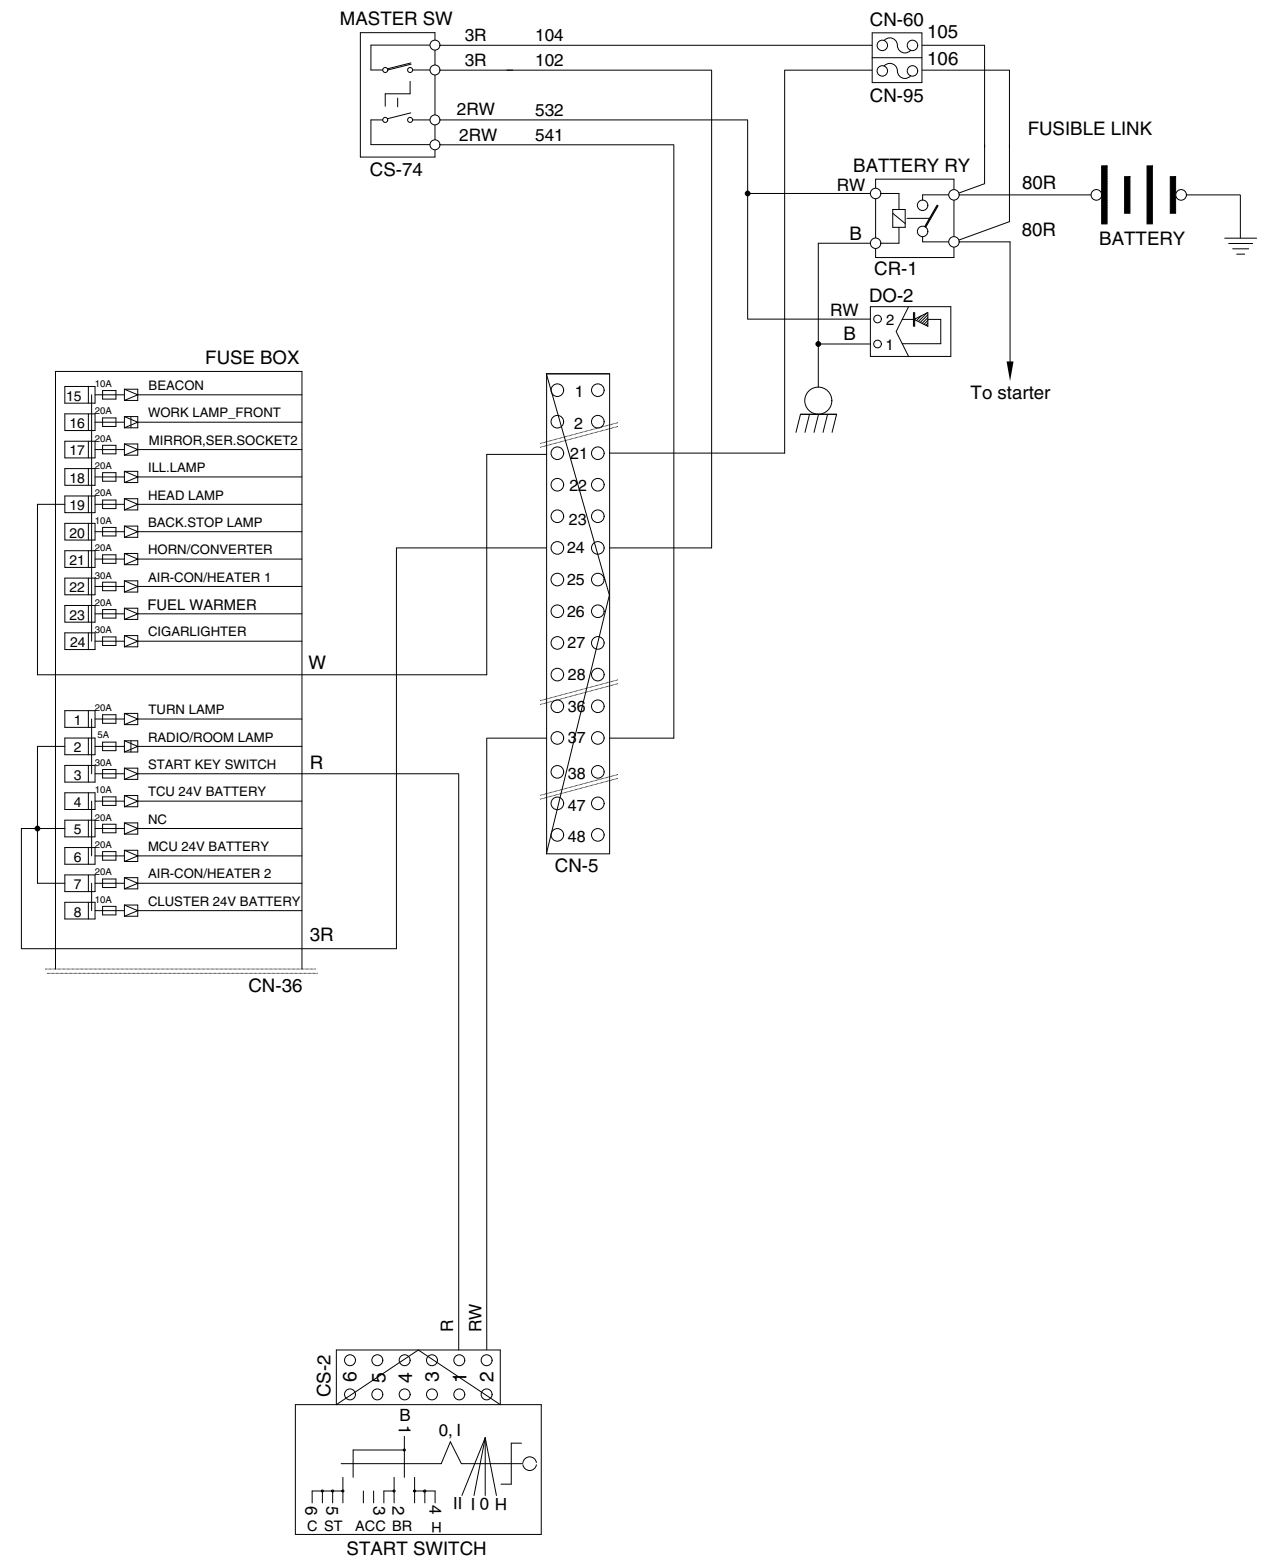 MASTER SW
3R 104
3R 102
2RW 532
2RW 541
CS-74
CN-60
105
106
CN-95
FUSIBLE LINK
BATTERY RY
RW
B
80R
80R
BATTERY
CR-1
DO-2
RW 2
B 1
To starter
FUSE BOX
15 10A BEACON
16 20A WORK LAMP_FRONT
17 20A MIRROR,SER.SOCKET2
18 20A ILL.LAMP
19 20A HEAD LAMP
20 10A BACK.STOP LAMP
21 20A HORN/CONVERTER
22 30A AIR-CON/HEATER 1
23 20A FUEL WARMER
24 30A CIGARLIGHTER
W
1 20A TURN LAMP
2 5A RADIO/ROOM LAMP
3 30A START KEY SWITCH
R
4 10A TCU 24V BATTERY
5 20A NC
6 20A MCU 24V BATTERY
7 20A AIR-CON/HEATER 2
8 10A CLUSTER 24V BATTERY
3R
CN-36
1
2
21
22
23
24
25
26
27
28
36
37
38
47
48
CN-5
R
RW
CS-2
6 5 4 3 1 2
B
1
0, I
II I 0 H
6 5 3 2 4
C ST ACC BR H
START SWITCH